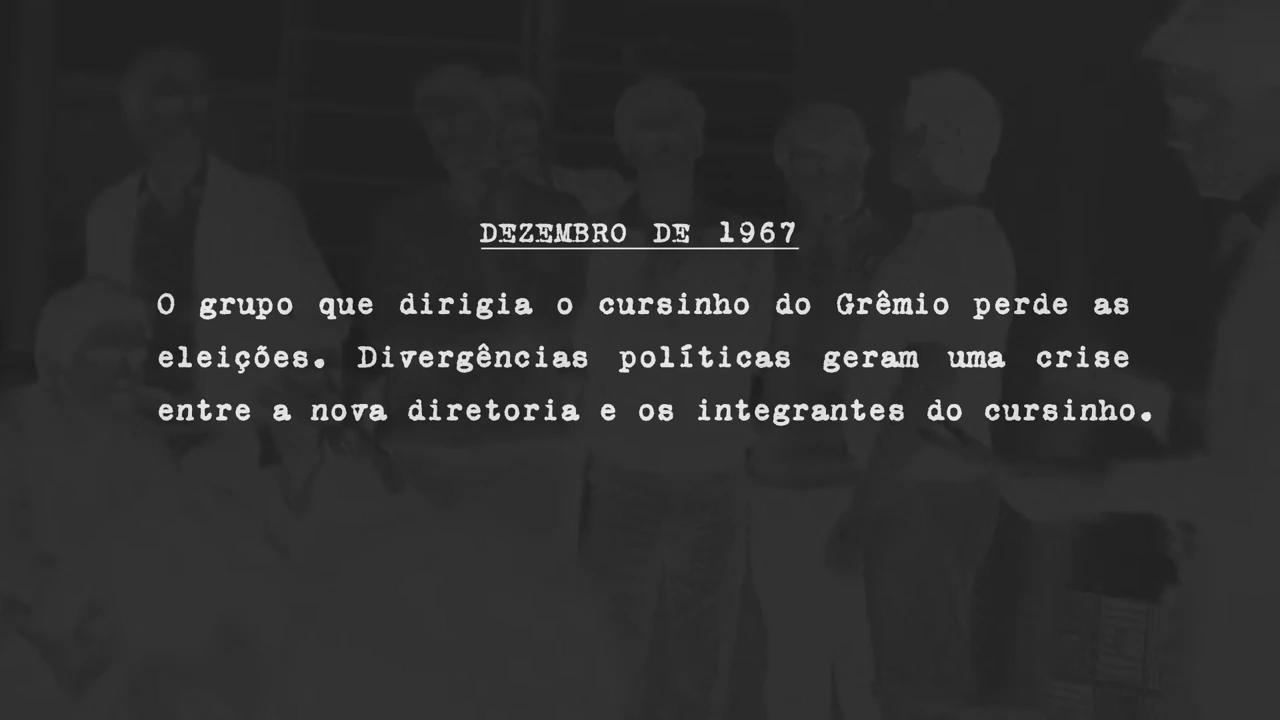 DEZEMBRO DE 1967
O grupo que dirigia o cursinho do Grêmio perde as
eleições. Divergências políticas geram uma crise
entre a nova diretoria e os integrantes do cursinho.